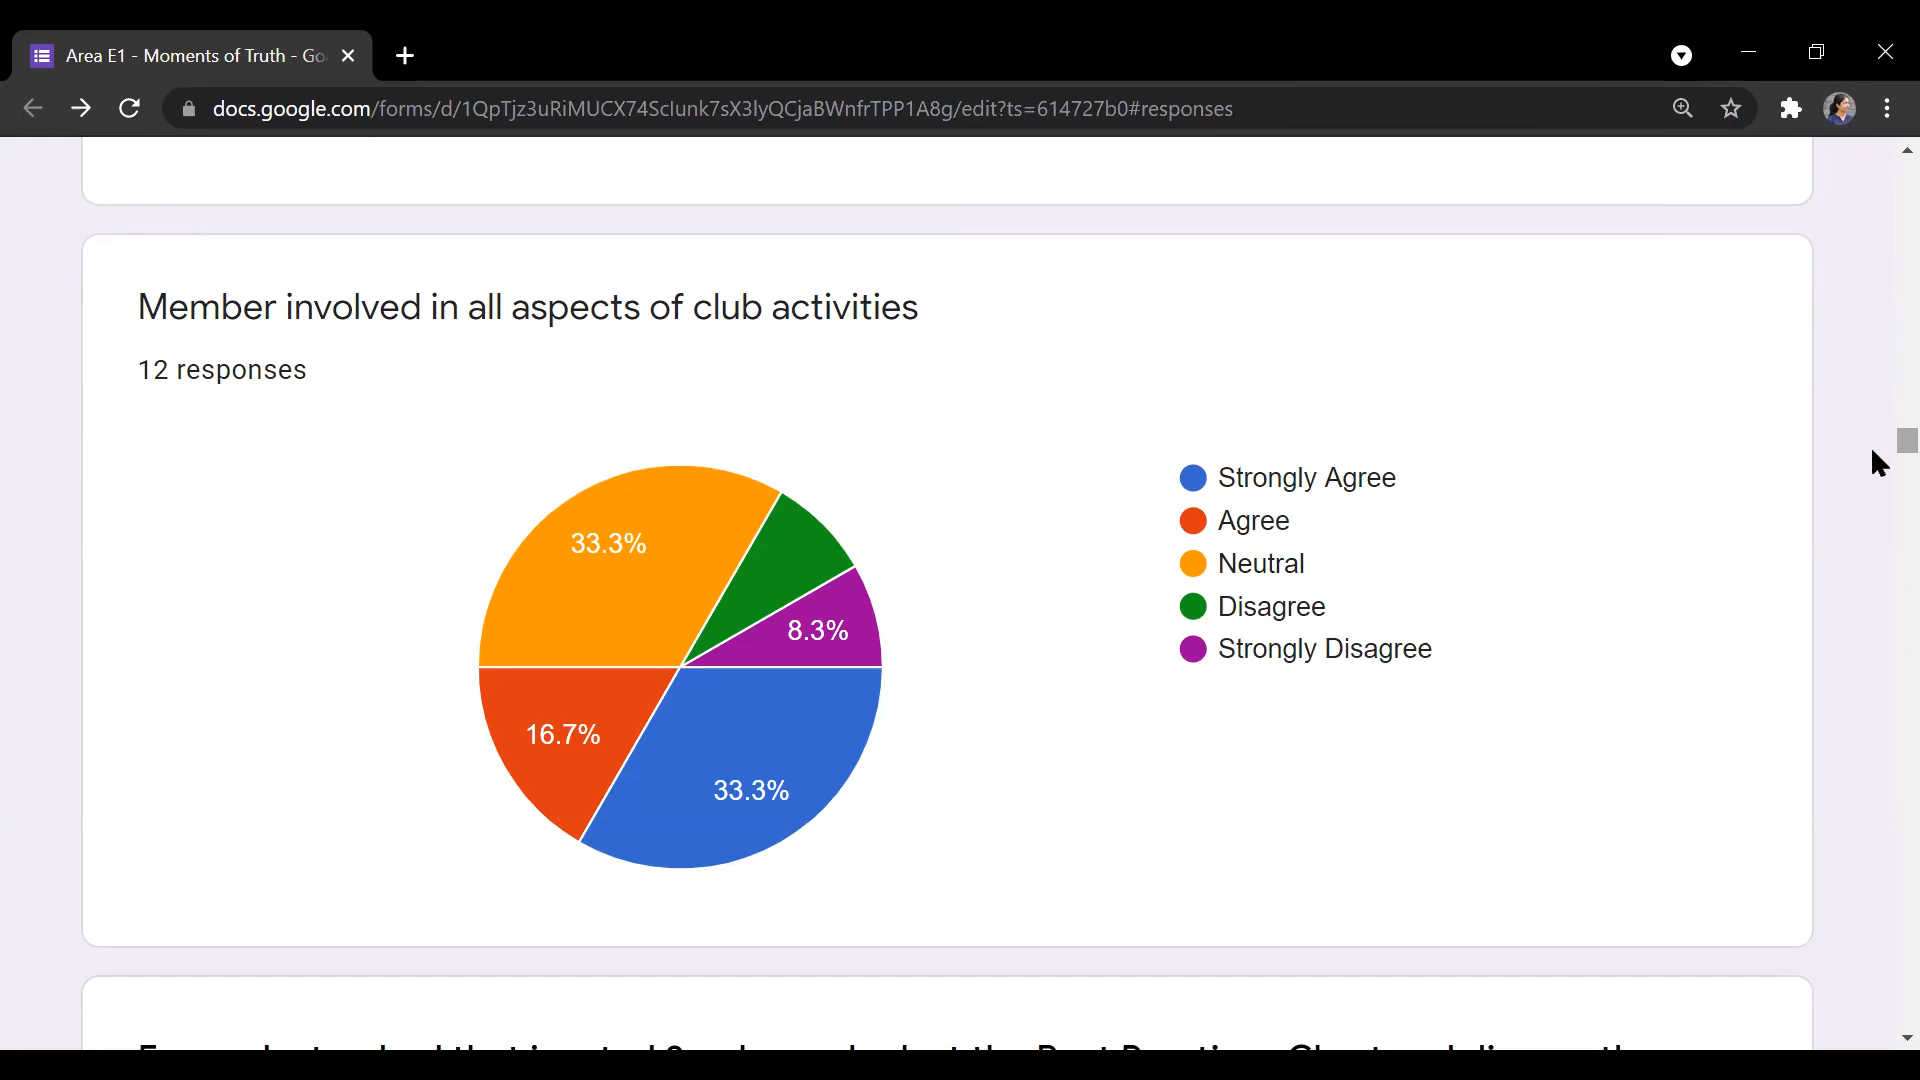 Area E1 - Moments of Truth - Go
docs.google.com/forms/d/1QpTjz3uRiMUCX74Sclunk7sX3lyQCjaBWnfrTPP1A8g/edit?ts=614727b0#responses
Member involved in all aspects of club activities
12 responses
33.3%
8.3%
16.7%
33.3%
Strongly Agree
Agree
Neutral
Disagree
Strongly Disagree